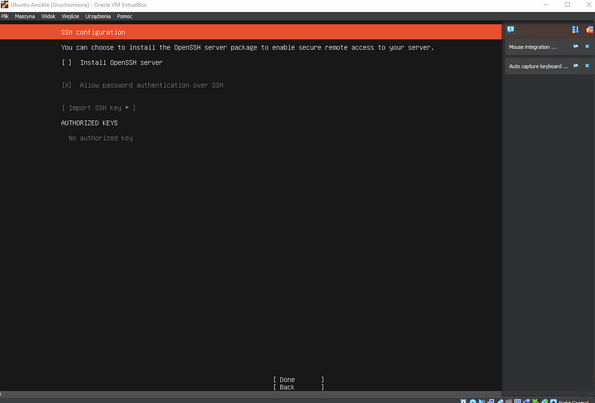 Ubuntu Ansible [Uruchomiona] - Oracle VM VirtualBox
Plik Maszyna Widok Wejście Urządzenia Pomoc
SSH configuration
You can choose to install the OpenSSH server package to enable secure remote access to your server.
[ ] Install OpenSSH server
[X] Allow password authentication over SSH
[ Import SSH key ▸ ]
AUTHORIZED KEYS
No authorized key
[ Done ]
[ Back ]
Mouse integration ...
Auto capture keyboard ...
Right Control